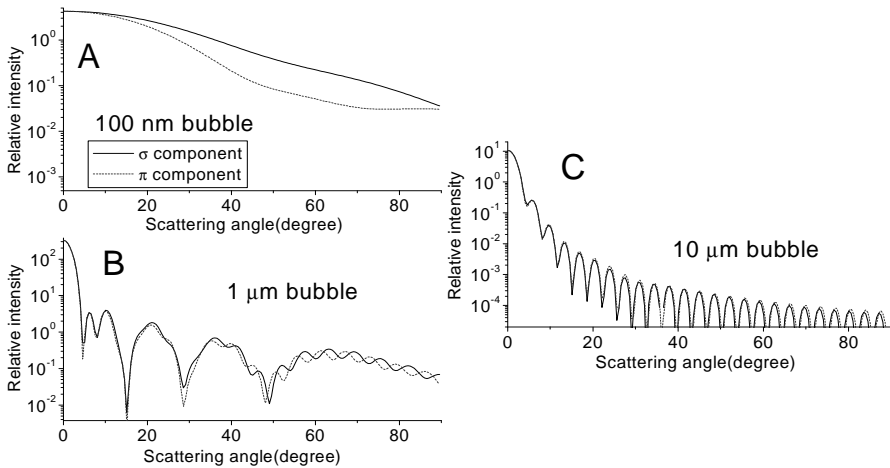 Relative intensity
10^0
10^-1
10^-2
10^-3
A
100 nm bubble
σ component
π component
0 20 40 60 80
Scattering angle(degree)
Relative intensity
10^2
10^1
10^0
10^-1
10^-2
B
1 μm bubble
0 20 40 60 80
Scattering angle(degree)
Relative intensity
10^1
10^0
10^-1
10^-2
10^-3
10^-4
C
10 μm bubble
0 20 40 60 80
Scattering angle(degree)